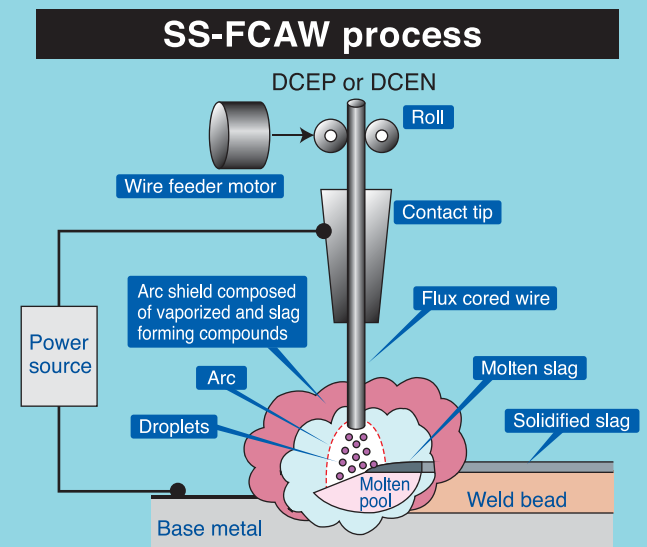 SS-FCAW process
DCEP or DCEN
Roll
Wire feeder motor
Contact tip
Arc shield composed
of vaporized and slag
forming compounds
Flux cored wire
Power
source
Arc
Molten slag
Droplets
Solidified slag
Molten
pool
Weld bead
Base metal